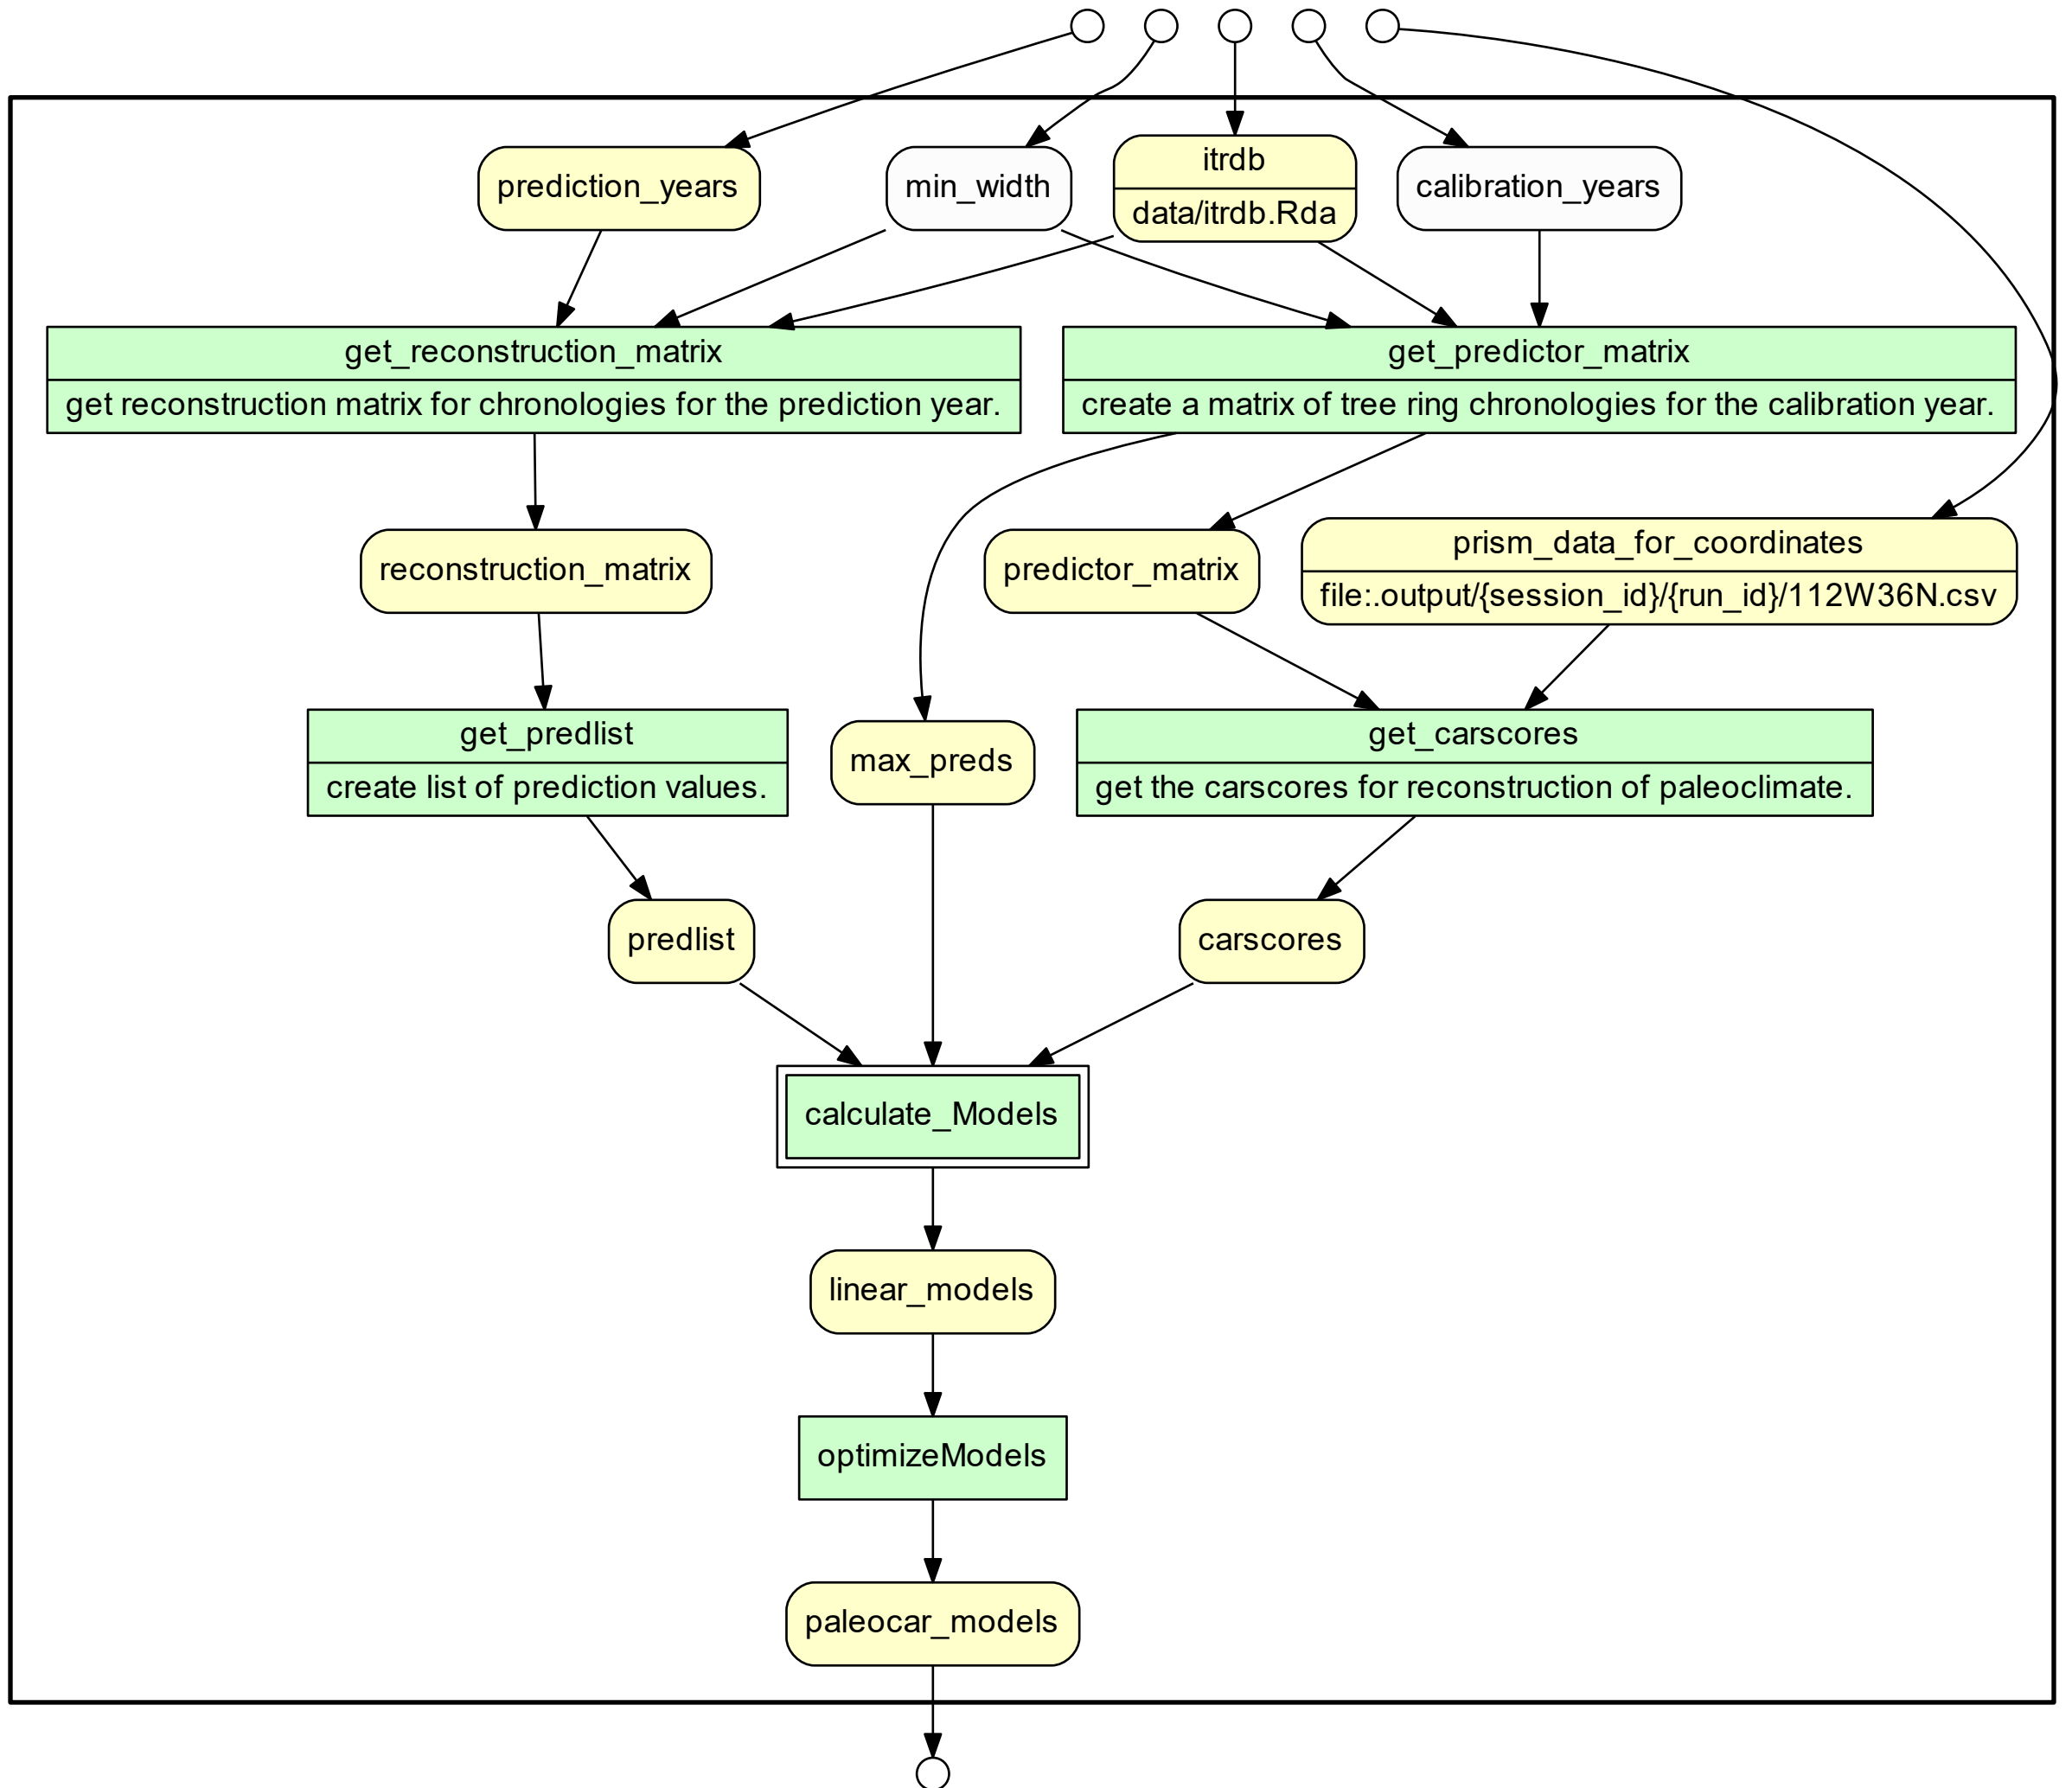 prediction_years
min_width
itrdb
data/itrdb.Rda
calibration_years
get_reconstruction_matrix
get reconstruction matrix for chronologies for the prediction year.
get_predictor_matrix
create a matrix of tree ring chronologies for the calibration year.
reconstruction_matrix
predictor_matrix
prism_data_for_coordinates
file:.output/{session_id}/{run_id}/112W36N.csv
get_predlist
create list of prediction values.
max_preds
get_carscores
get the carscores for reconstruction of paleoclimate.
predlist
carscores
calculate_Models
linear_models
optimizeModels
paleocar_models